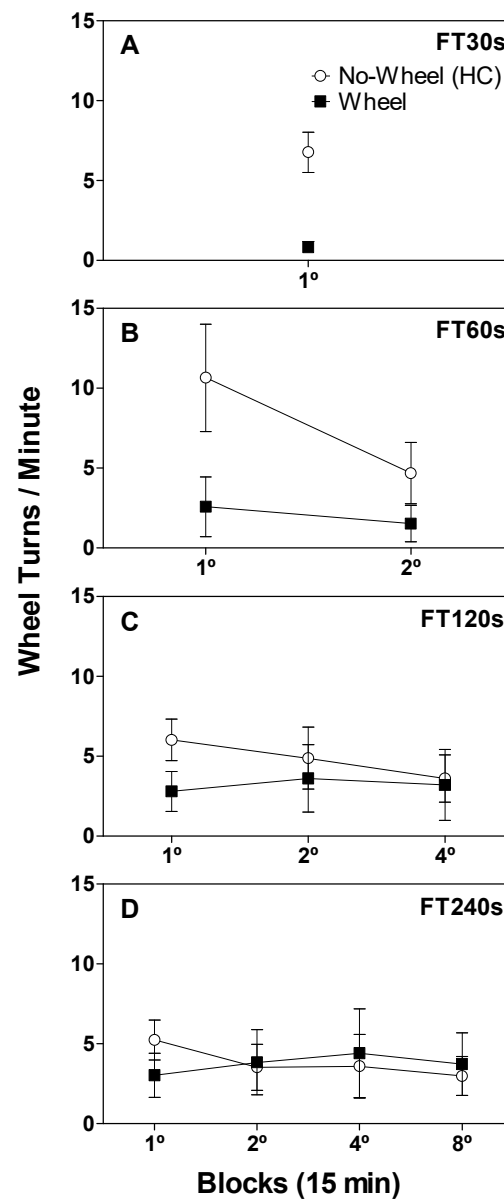 A FT30s
No-Wheel (HC)
Wheel
15
10
5
0
1º
B FT60s
15
10
5
0
1º 2º
C FT120s
15
10
5
0
1º 2º 4º
D FT240s
15
10
5
0
1º 2º 4º 8º
Wheel Turns / Minute
Blocks (15 min)